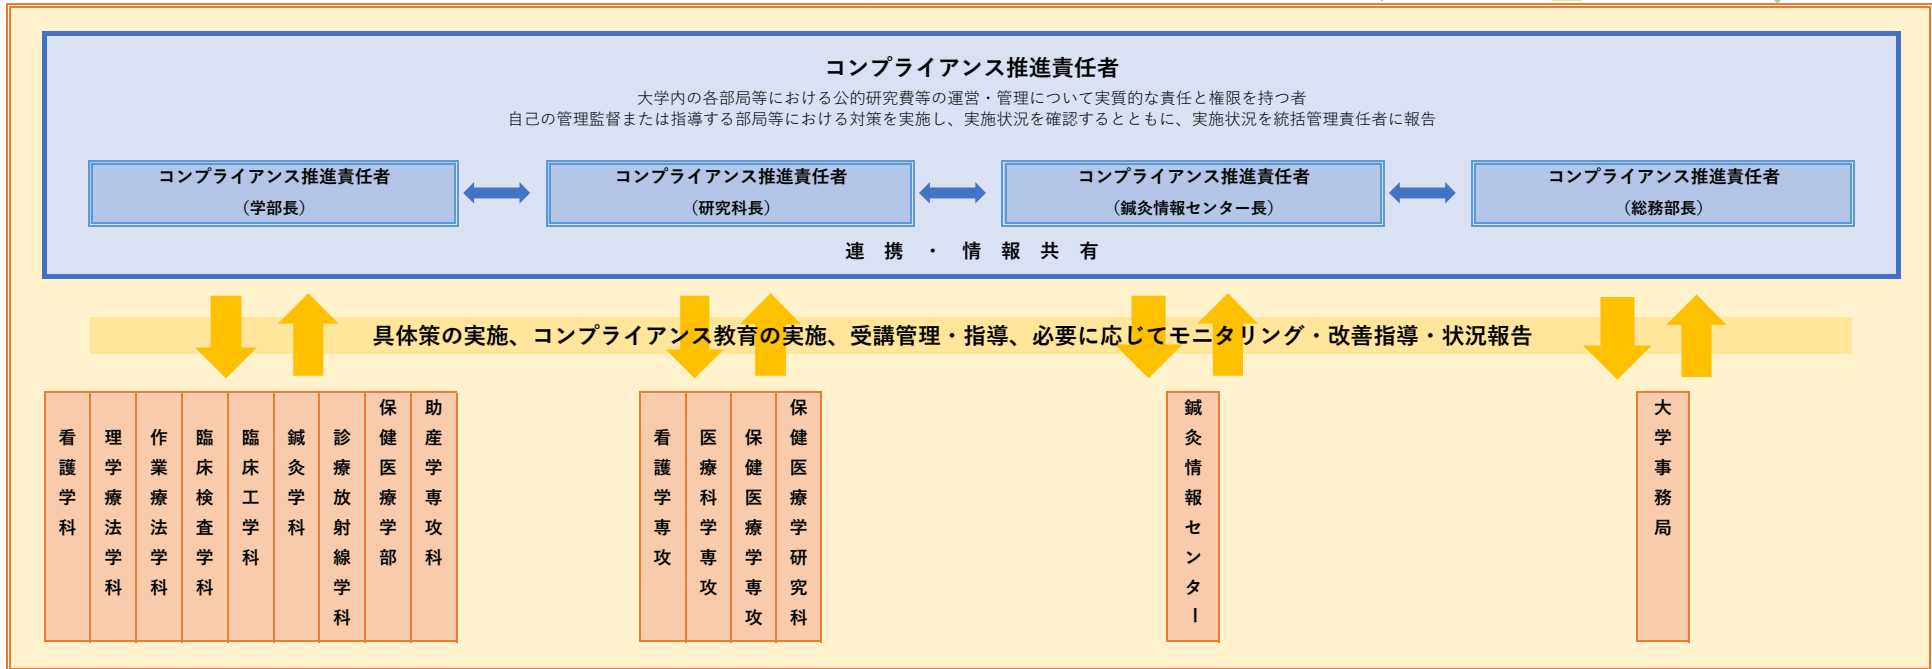 コンプライアンス推進責任者
大学内の各部局等における公的研究費等の運営・管理について実質的な責任と権限を持つ者
自己の管理監督または指導する部局等における対策を実施し、実施状況を確認するとともに、実施状況を統括管理責任者に報告
コンプライアンス推進責任者
（学部長）
コンプライアンス推進責任者
（研究科長）
コンプライアンス推進責任者
（鍼灸情報センター長）
コンプライアンス推進責任者
（総務部長）
連携・情報共有
具体策の実施、コンプライアンス教育の実施、受講管理・指導、必要に応じてモニタリング・改善指導・状況報告
看護学科
理学療法学科
作業療法学科
臨床検査学科
臨床工学科
鍼灸学科
診療放射線学科
保健医療学部
助産学専攻科
看護学専攻
医療科学専攻
保健医療学専攻
保健医療学研究科
鍼灸情報センター
大学事務局